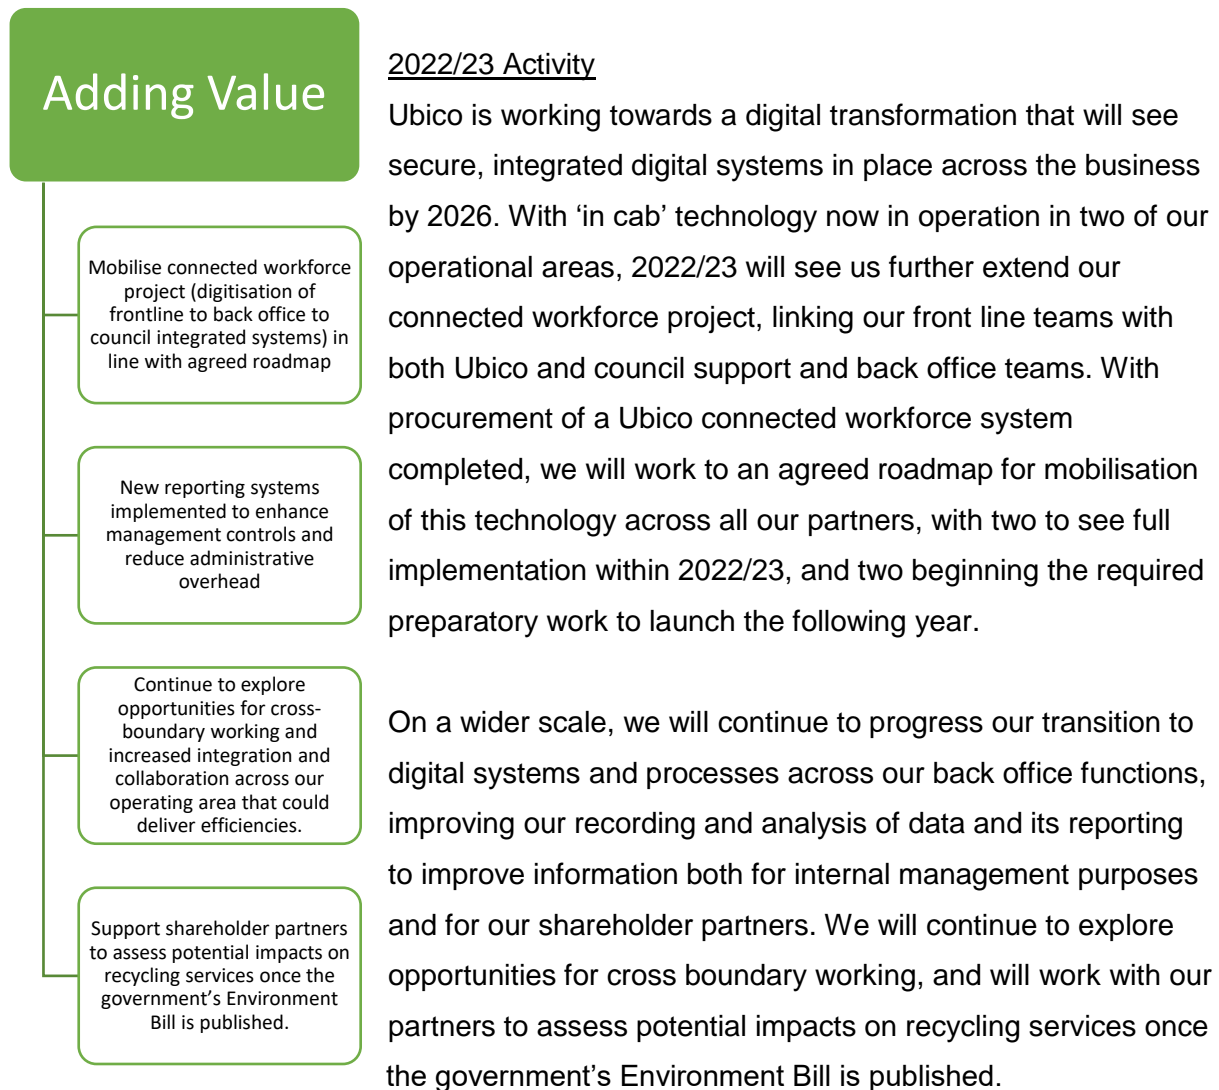 Adding Value
Mobilise connected workforce
project (digitisation of
frontline to back office to
council integrated systems) in
line with agreed roadmap
New reporting systems
implemented to enhance
management controls and
reduce administrative
overhead
Continue to explore
opportunities for cross-
boundary working and
increased integration and
collaboration across our
operating area that could
deliver efficiencies.
Support shareholder partners
to assess potential impacts on
recycling services once the
government’s Environment
Bill is published.
2022/23 Activity
Ubico is working towards a digital transformation that will see
secure, integrated digital systems in place across the business
by 2026. With ‘in cab’ technology now in operation in two of our
operational areas, 2022/23 will see us further extend our
connected workforce project, linking our front line teams with
both Ubico and council support and back office teams. With
procurement of a Ubico connected workforce system
completed, we will work to an agreed roadmap for mobilisation
of this technology across all our partners, with two to see full
implementation within 2022/23, and two beginning the required
preparatory work to launch the following year.
On a wider scale, we will continue to progress our transition to
digital systems and processes across our back office functions,
improving our recording and analysis of data and its reporting
to improve information both for internal management purposes
and for our shareholder partners. We will continue to explore
opportunities for cross boundary working, and will work with our
partners to assess potential impacts on recycling services once
the government’s Environment Bill is published.